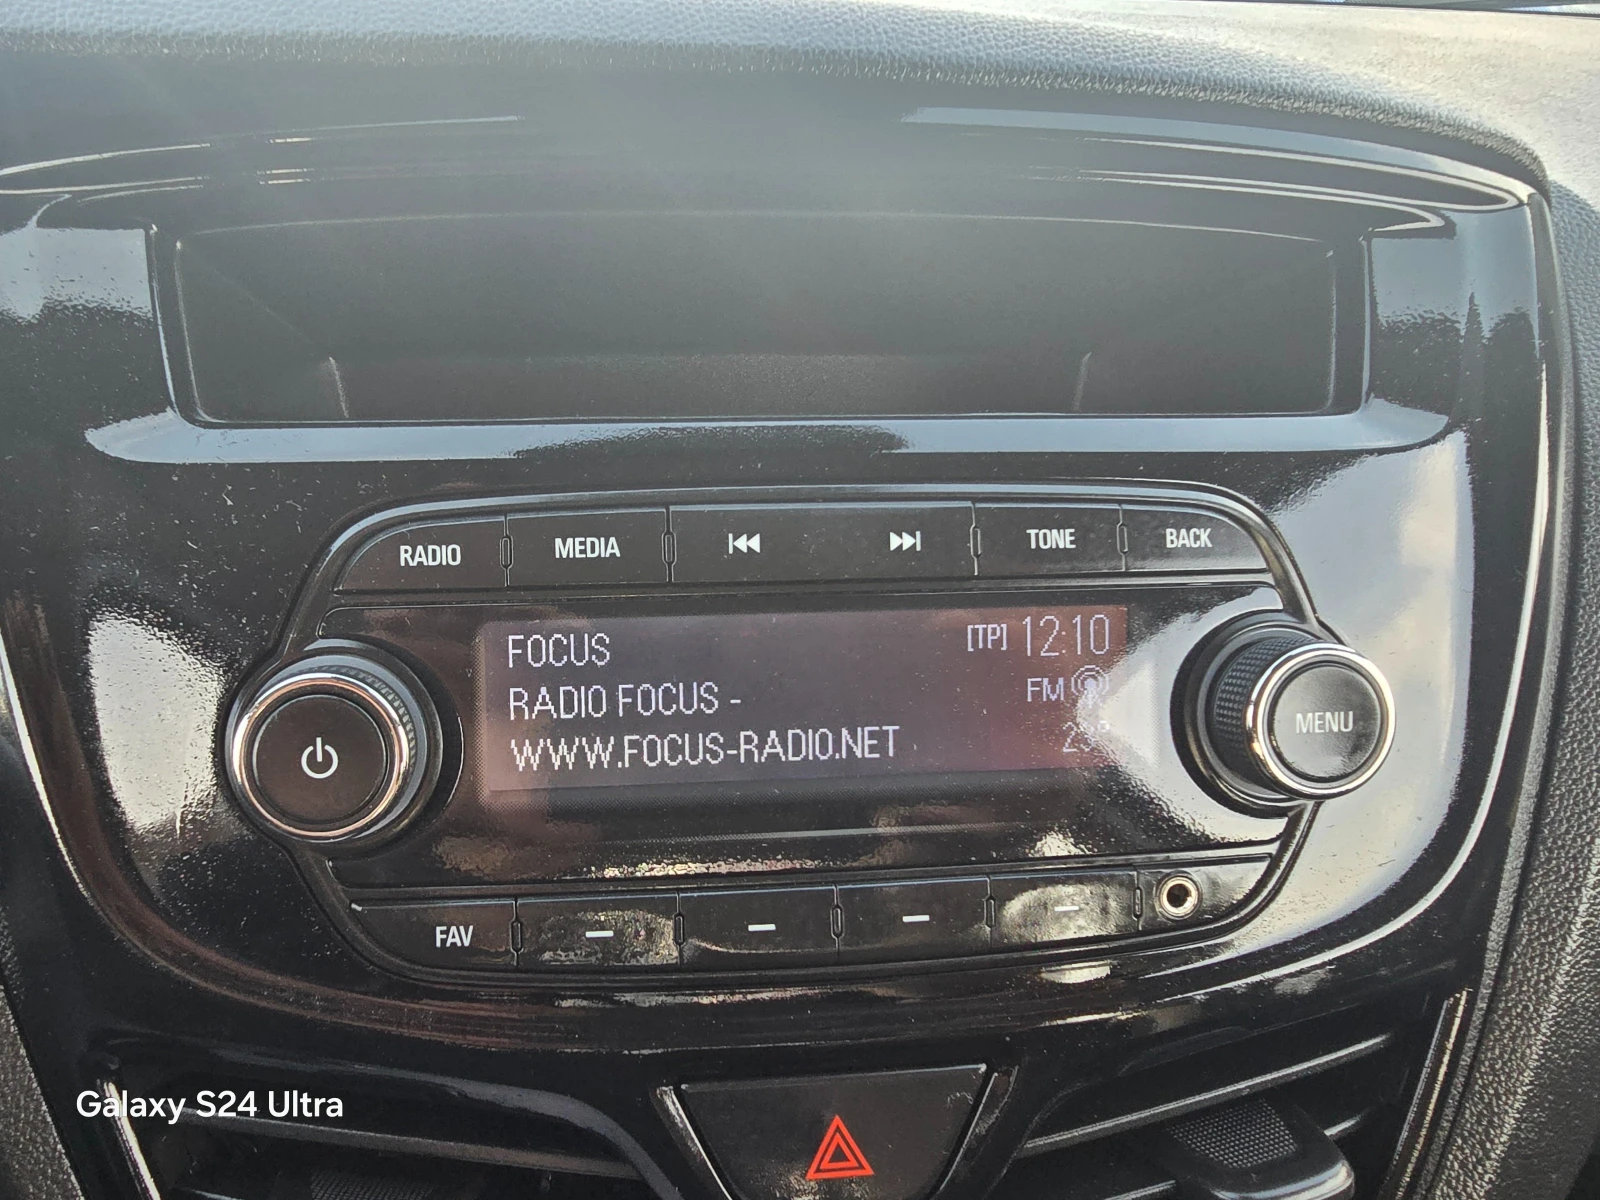 RADIO MEDIA TONE BACK
FOCUS [TP] 12:10
RADIO FOCUS - FM
WWW.FOCUS-RADIO.NET
MENU
FAV
Galaxy S24 Ultra